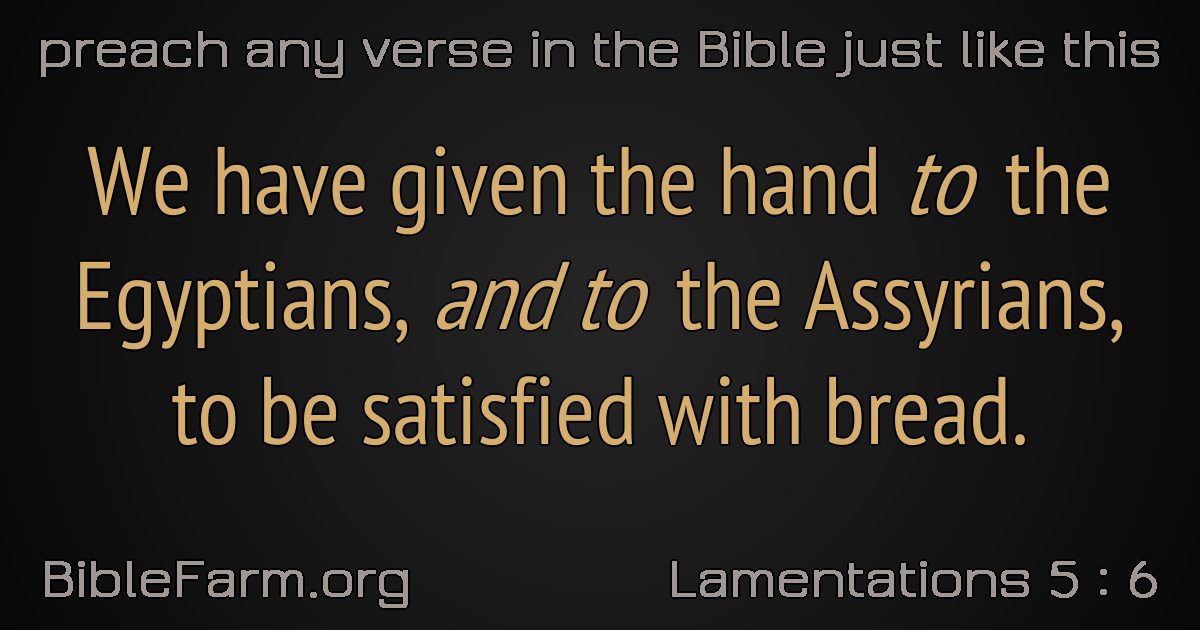 preach any verse in the Bible just like this
We have given the hand to the
Egyptians, and to the Assyrians,
to be satisfied with bread.
BibleFarm.org
Lamentations 5 : 6